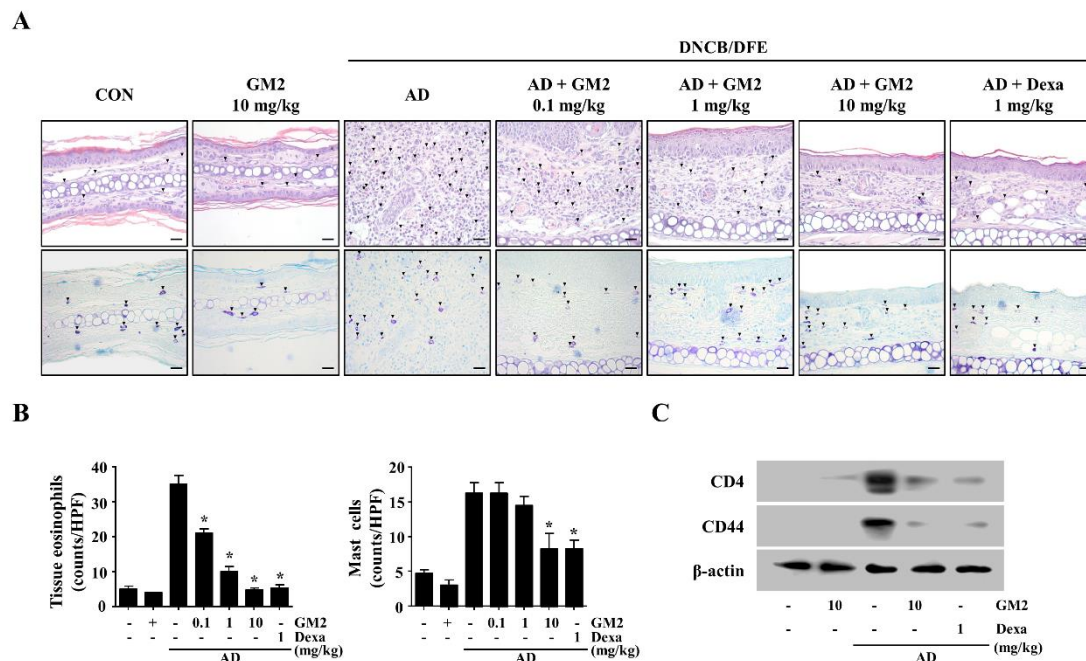 A
DNCB/DFE
CON
GM2
10 mg/kg
AD
AD + GM2
0.1 mg/kg
AD + GM2
1 mg/kg
AD + GM2
10 mg/kg
AD + Dexa
1 mg/kg
B
Tissue eosinophils
(counts/HPF)
40
30
20
10
0
* * * *
- + - 0.1 1 10 - GM2
- - - - - - 1 Dexa
(mg/kg)
AD
Mast cells
(counts/HPF)
20
15
10
5
0
* *
- + - 0.1 1 10 - GM2
- - - - - - 1 Dexa
(mg/kg)
AD
C
CD4
CD44
β-actin
- 10 - 10 - GM2
- - - - 1 Dexa
(mg/kg)
AD